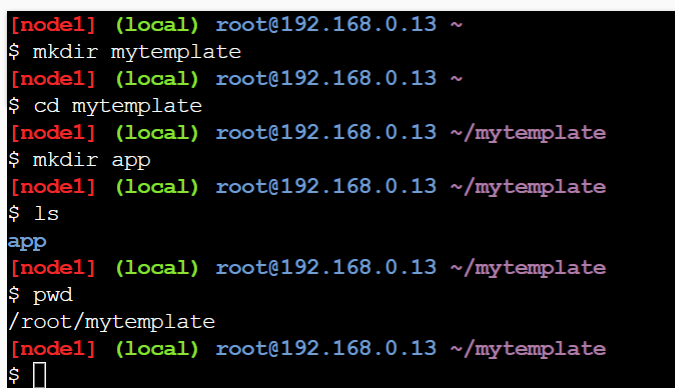 [node1] (local) root@192.168.0.13 ~
$ mkdir mytemplate
[node1] (local) root@192.168.0.13 ~
$ cd mytemplate
[node1] (local) root@192.168.0.13 ~/mytemplate
$ mkdir app
[node1] (local) root@192.168.0.13 ~/mytemplate
$ ls
app
[node1] (local) root@192.168.0.13 ~/mytemplate
$ pwd
/root/mytemplate
[node1] (local) root@192.168.0.13 ~/mytemplate
$